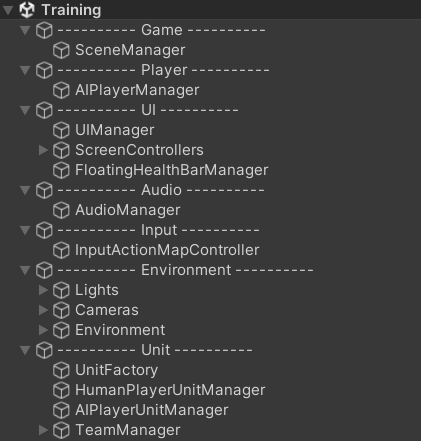 Training
---------- Game ----------
SceneManager
---------- Player ----------
AIPlayerManager
---------- UI ----------
UIManager
ScreenControllers
FloatingHealthBarManager
---------- Audio ----------
AudioManager
---------- Input ----------
InputActionMapController
---------- Environment ----------
Lights
Cameras
Environment
---------- Unit ----------
UnitFactory
HumanPlayerUnitManager
AIPlayerUnitManager
TeamManager